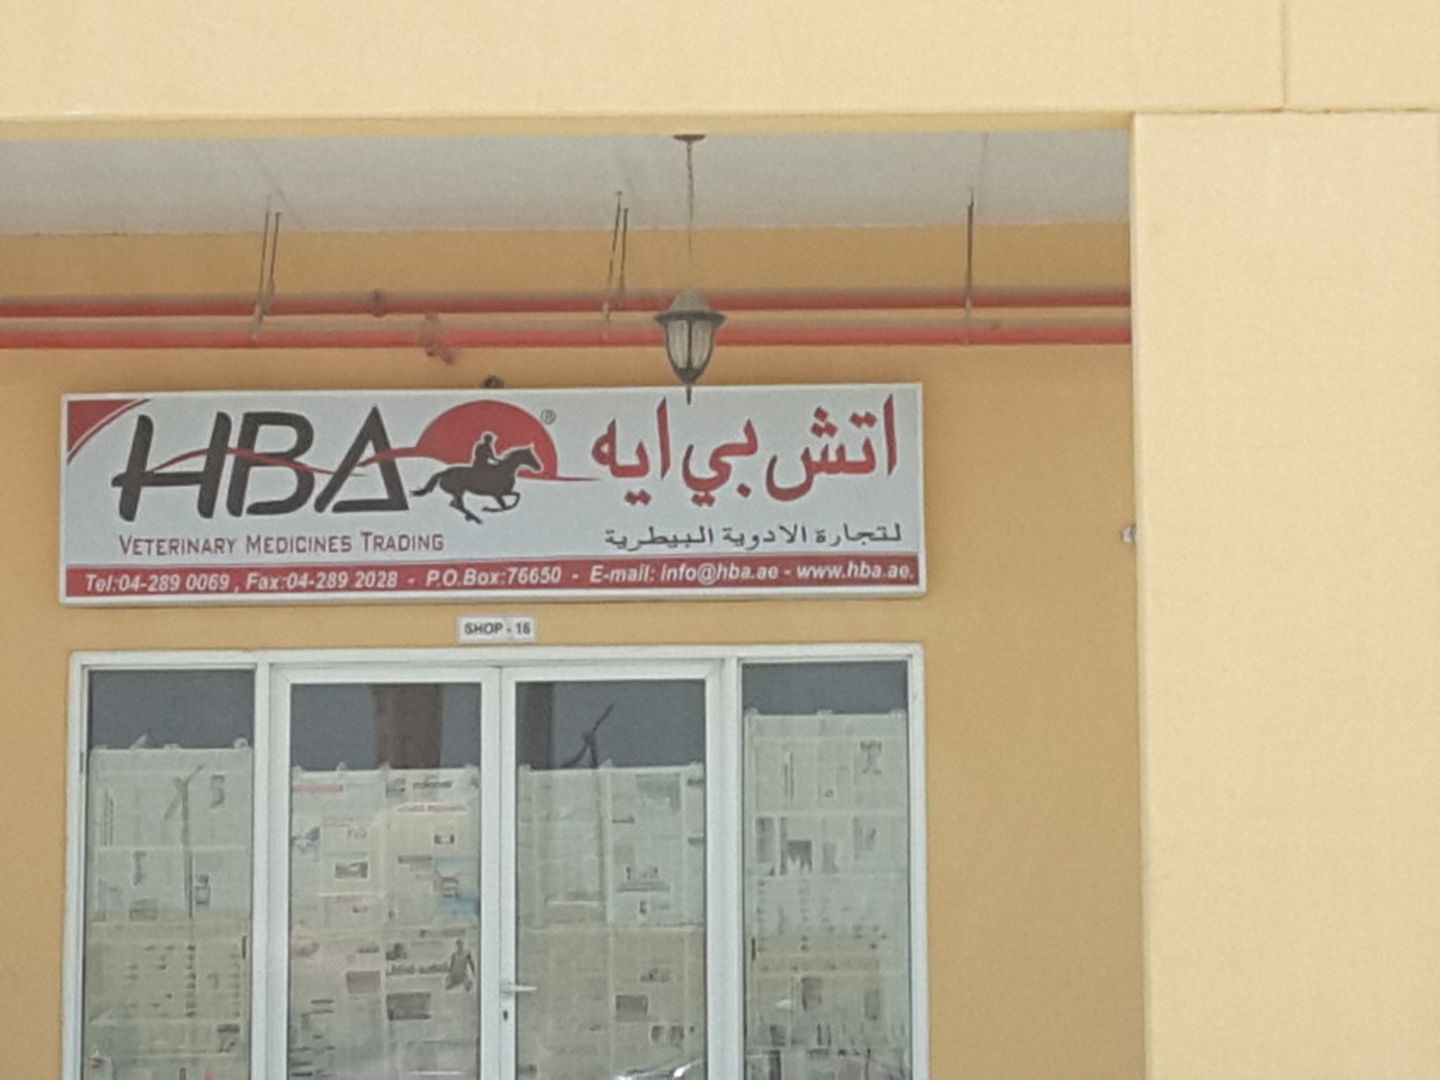 HBA
®
اتش بي ايه
VETERINARY MEDICINES TRADING
لتجارة الادوية البيطرية
Tel:04-289 0069 , Fax:04-289 2028 - P.O.Box:76650 - E-mail: info@hba.ae - www.hba.ae.
SHOP - 16